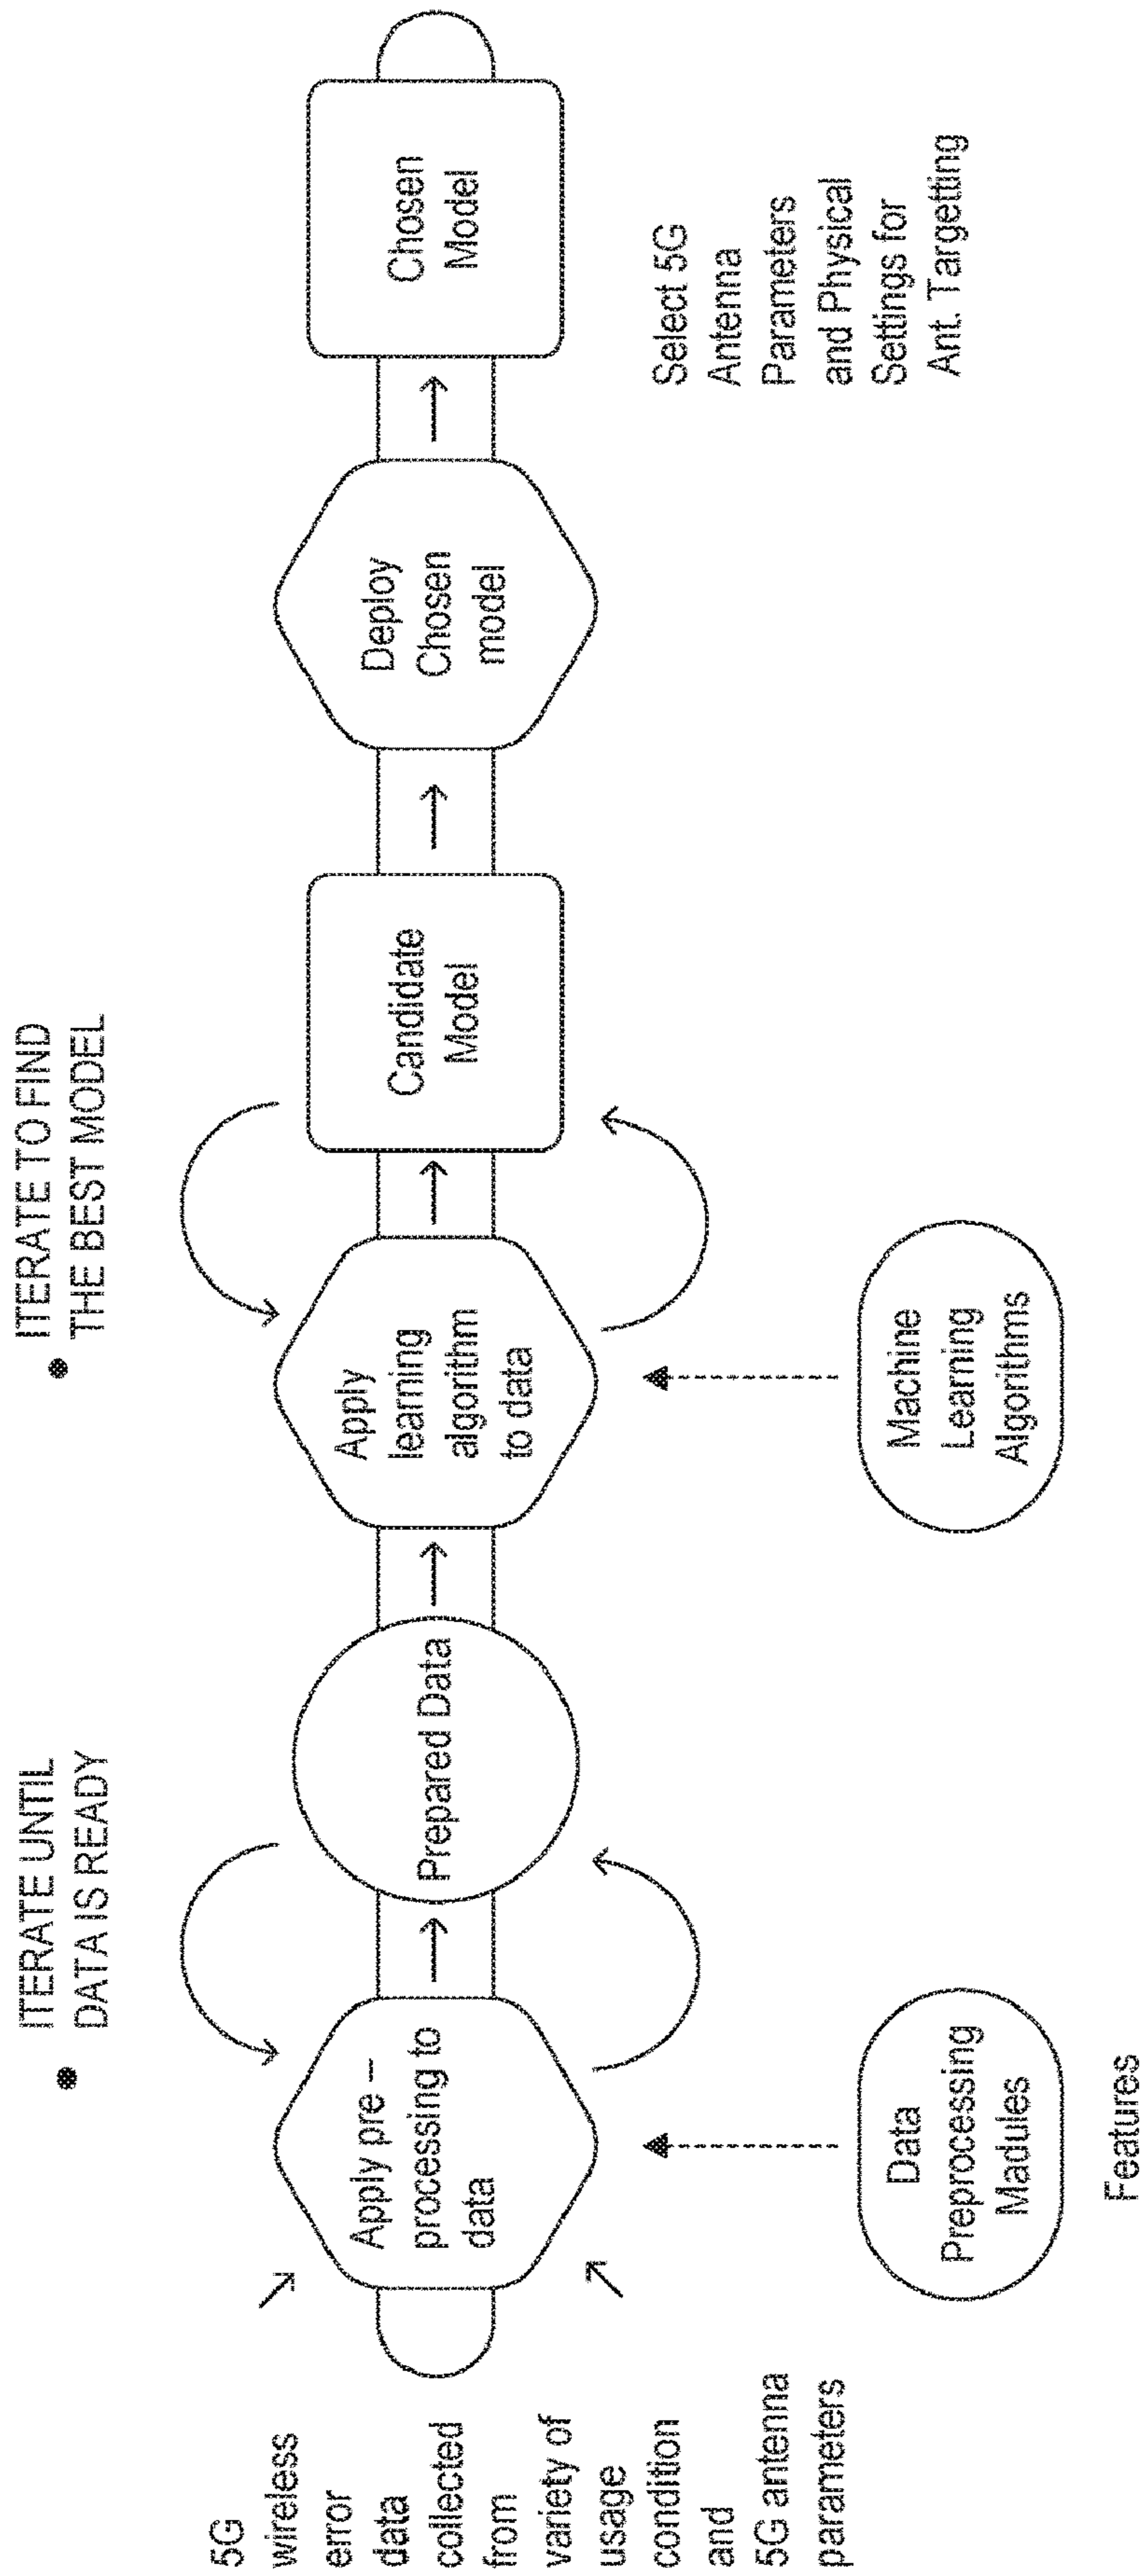 ITERATE UNTIL
DATA IS READY
ITERATE TO FIND
THE BEST MODEL
5G
wireless
error
data
collected
from
variety of
usage
condition
and
5G antenna
parameters
Apply pre –
processing to
data
Prepared Data
Apply
learning
algorithm
to data
Candidate
Model
Deploy
Chosen
model
Chosen
Model
Select 5G
Antenna
Parameters
and Physical
Settings for
Ant. Targetting
Data
Preprocessing
Madules
Machine
Learning
Algorithms
Features